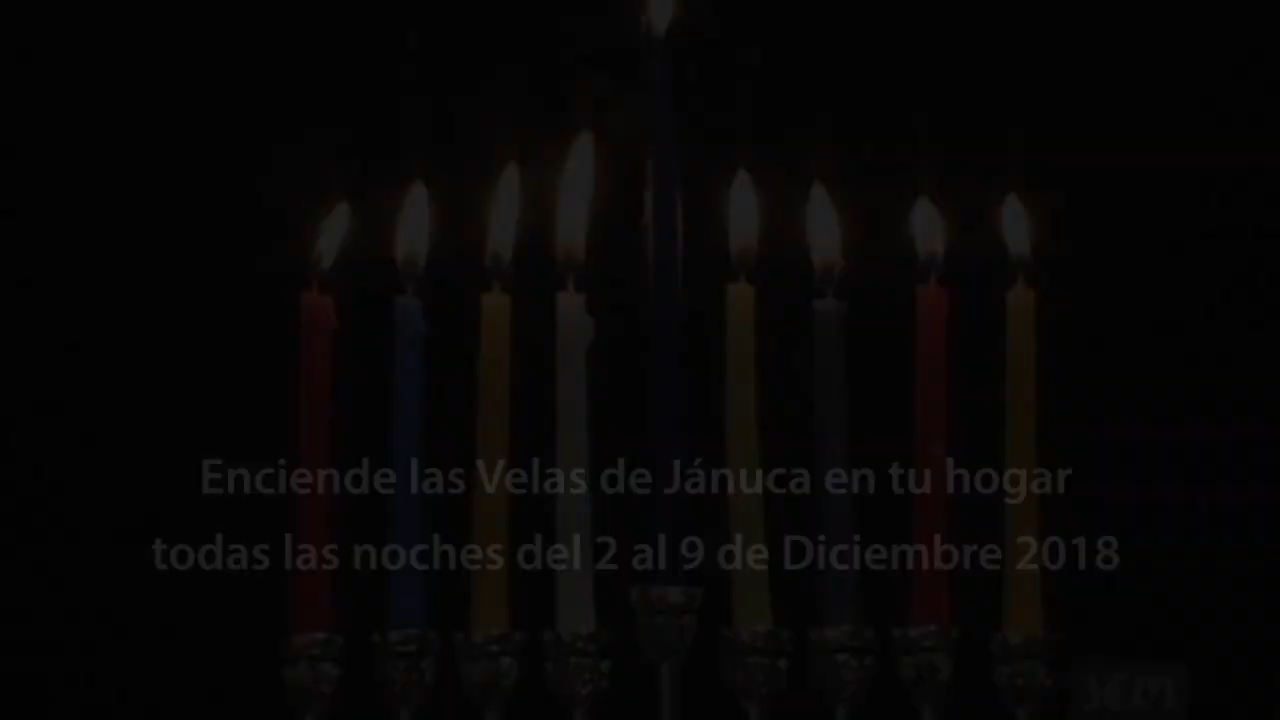 Enciende las Velas de Jánuca en tu hogar
todas las noches del 2 al 9 de Diciembre 2018